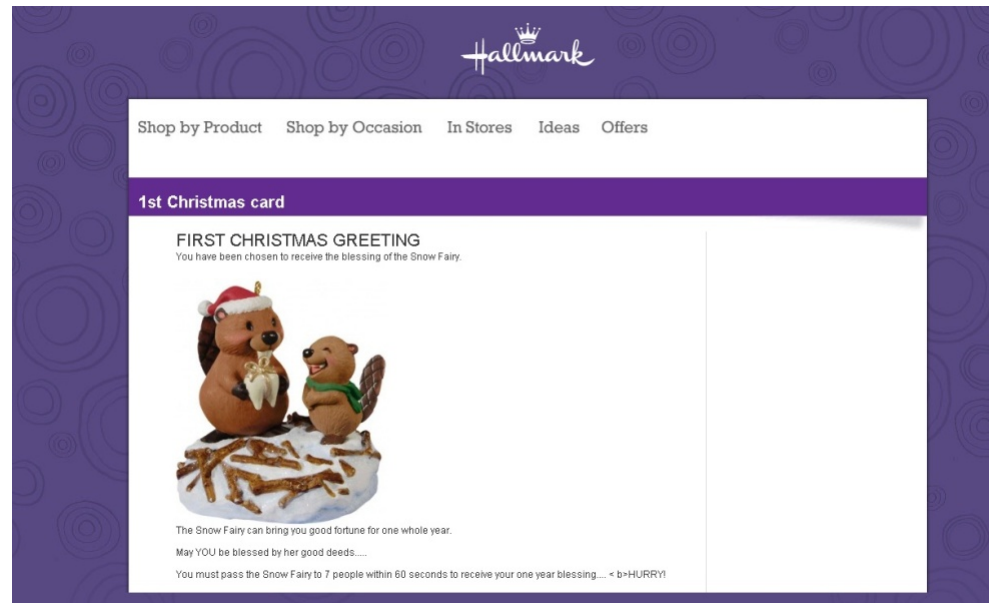 Hallmark
Shop by Product Shop by Occasion In Stores Ideas Offers
1st Christmas card
FIRST CHRISTMAS GREETING
You have been chosen to receive the blessing of the Snow Fairy.
The Snow Fairy can bring you good fortune for one whole year.
May YOU be blessed by her good deeds.....
You must pass the Snow Fairy to 7 people within 60 seconds to receive your one year blessing.... < b>HURRY!